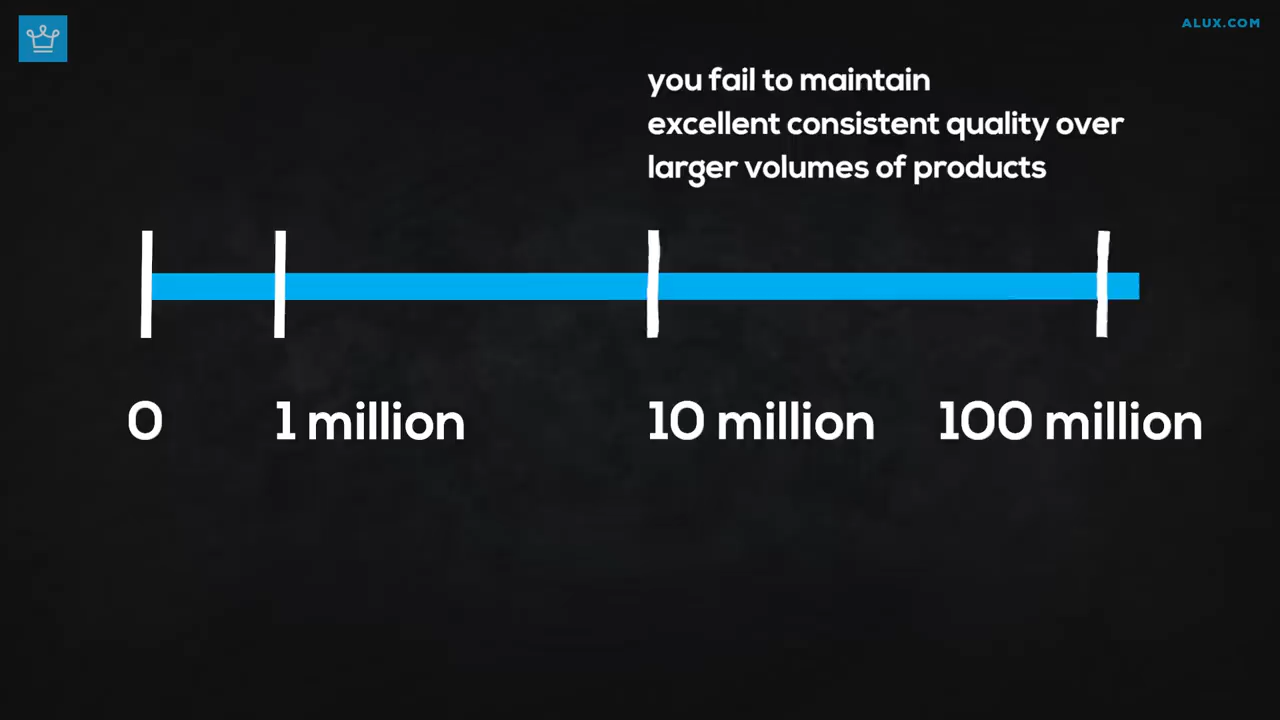 ALUX.COM
you fail to maintain
excellent consistent quality over
larger volumes of products
0
1 million
10 million
100 million